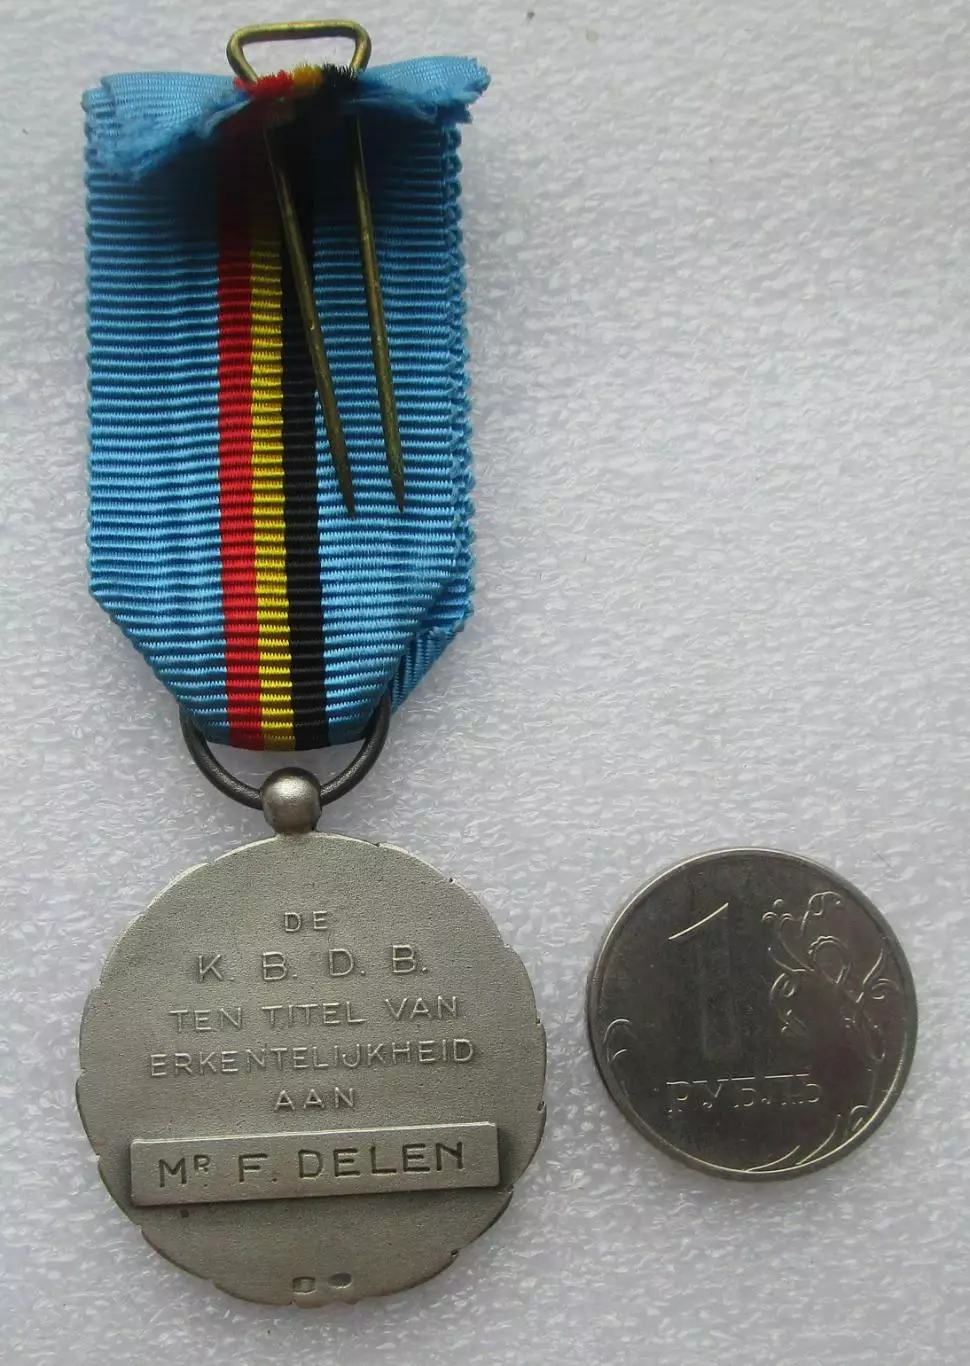 DE
K. B. D. B.
TEN TITEL VAN
ERKENTELIJKHEID
AAN
MR F. DELEN
1
РУБЛЬ